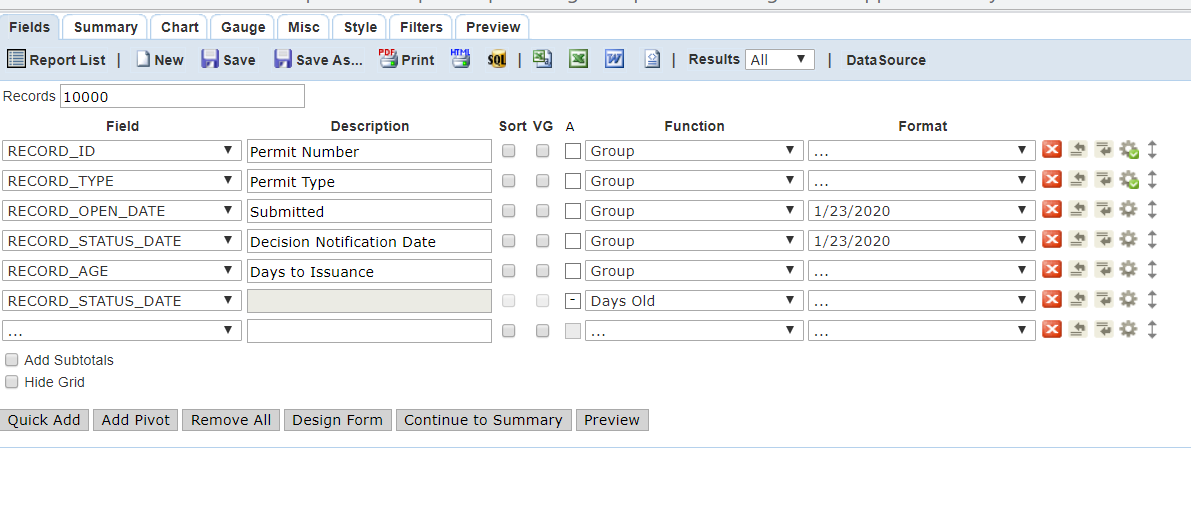 Fields Summary Chart Gauge Misc Style Filters Preview
Report List | New Save Save As... PDF Print HTML SQL | | Results All | DataSource
Records 10000
Field Description Sort VG A Function Format
RECORD_ID Permit Number Group ...
RECORD_TYPE Permit Type Group ...
RECORD_OPEN_DATE Submitted Group 1/23/2020
RECORD_STATUS_DATE Decision Notification Date Group 1/23/2020
RECORD_AGE Days to Issuance Group ...
RECORD_STATUS_DATE - Days Old ...
... ... ...
Add Subtotals
Hide Grid
Quick Add Add Pivot Remove All Design Form Continue to Summary Preview